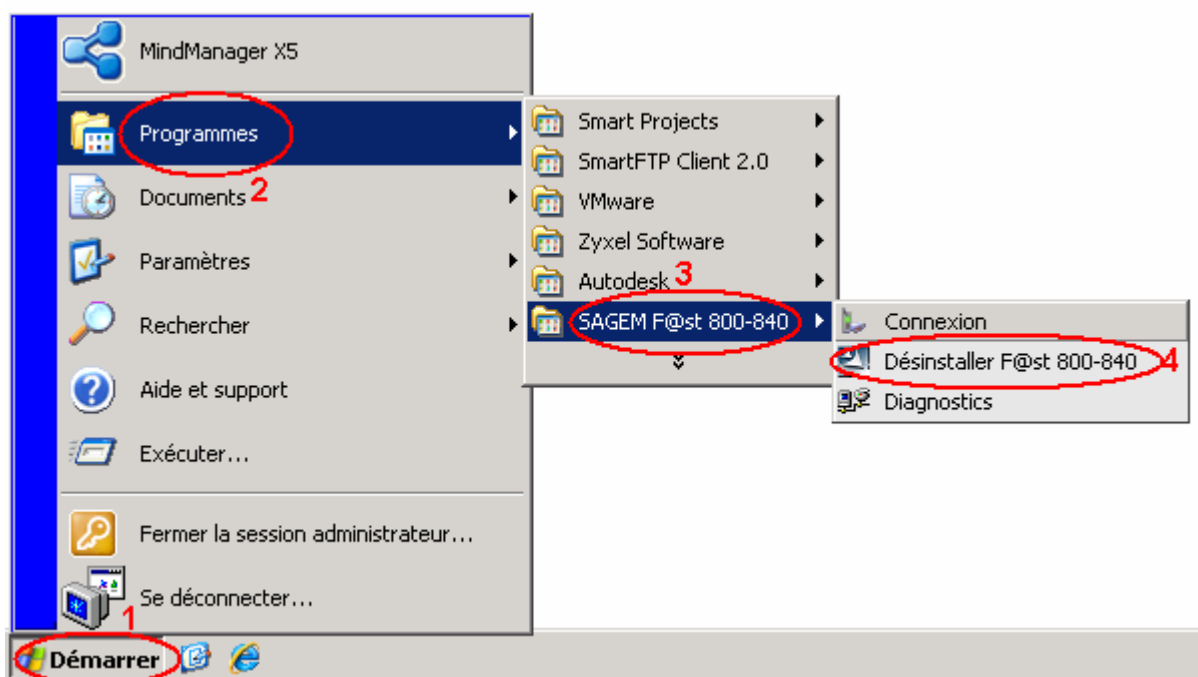 MindManager X5
Programmes
2
Documents
Paramètres
Rechercher
Aide et support
Exécuter...
Fermer la session administrateur...
Se déconnecter...
1
Démarrer
Smart Projects
SmartFTP Client 2.0
VMware
Zyxel Software
Autodesk 3
SAGEM F@st 800-840
Connexion
Désinstaller F@st 800-840 4
Diagnostics